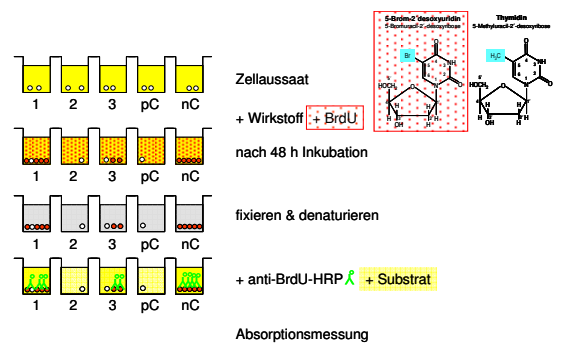 5-Brom-2´desoxyuridin
5-Bromuracil-2´-desoxyribose
Thymidin
5-Methyluracil-2´-desoxyribose
Br
O
NH
N
O
HOCH₂
O
H
H
H
H
OH
H
H₃C
O
NH
N
O
HOCH₂
O
H
H
H
H
OH
H
Zellaussaat
1 2 3 pC nC
+ Wirkstoff + BrdU
nach 48 h Inkubation
1 2 3 pC nC
fixieren & denaturieren
1 2 3 pC nC
+ anti-BrdU-HRP + Substrat
1 2 3 pC nC
Absorptionsmessung